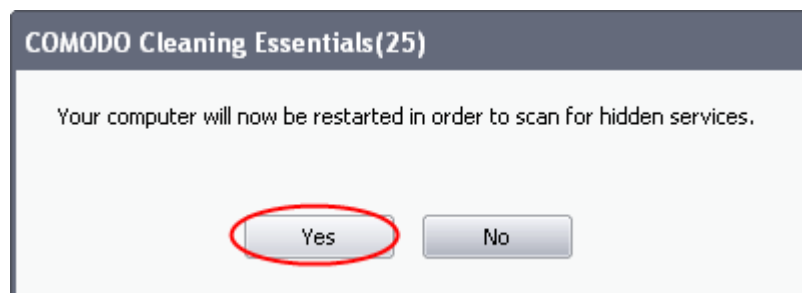 COMODO Cleaning Essentials(25)
Your computer will now be restarted in order to scan for hidden services.
Yes No